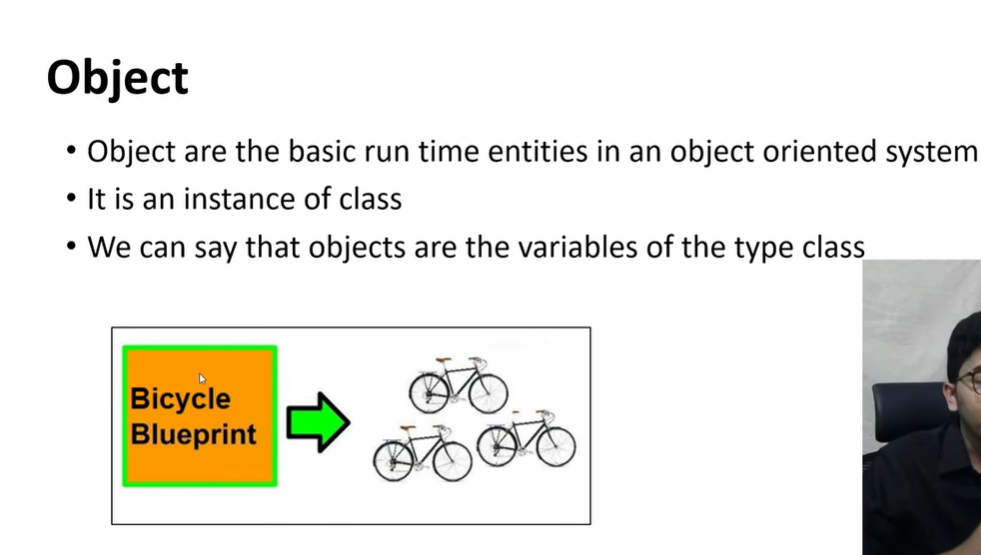 Object
• Object are the basic run time entities in an object oriented system
• It is an instance of class
• We can say that objects are the variables of the type class
Bicycle
Blueprint